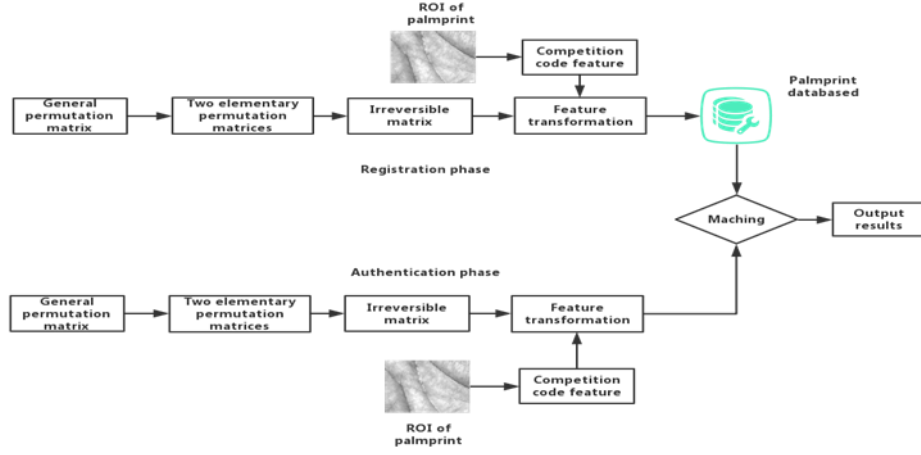 ROI of
palmprint
Competition
code feature
Palmprint
databased
General
permutation
matrix
Two elementary
permutation
matrices
Irreversible
matrix
Feature
transformation
Registration phase
Maching
Output
results
Authentication phase
General
permutation
matrix
Two elementary
permutation
matrices
Irreversible
matrix
Feature
transformation
Competition
code feature
ROI of
palmprint